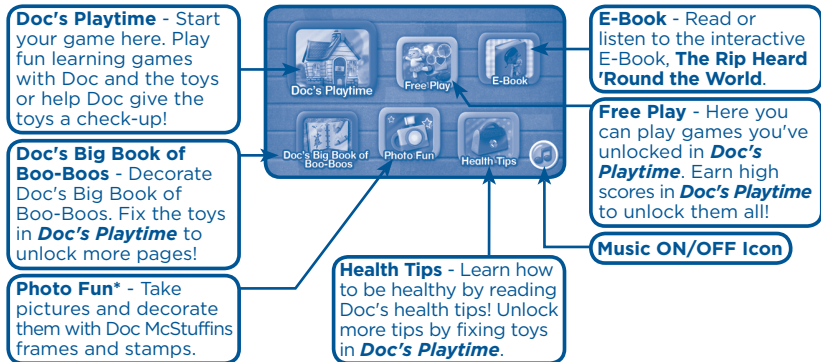 Doc's Playtime - Start
your game here. Play
fun learning games
with Doc and the toys
or help Doc give the
toys a check-up!
Doc's Big Book of
Boo-Boos - Decorate
Doc's Big Book of
Boo-Boos. Fix the toys
in Doc's Playtime to
unlock more pages!
Photo Fun* - Take
pictures and decorate
them with Doc McStuffins
frames and stamps.
Doc's Playtime
Free Play
E-Book
Doc's Big Book of
Boo-Boos
Photo Fun
Health Tips
Health Tips - Learn how
to be healthy by reading
Doc's health tips! Unlock
more tips by fixing toys
in Doc's Playtime.
E-Book - Read or
listen to the interactive
E-Book, The Rip Heard
'Round the World.
Free Play - Here you
can play games you've
unlocked in Doc's
Playtime. Earn high
scores in Doc's Playtime
to unlock them all!
Music ON/OFF Icon